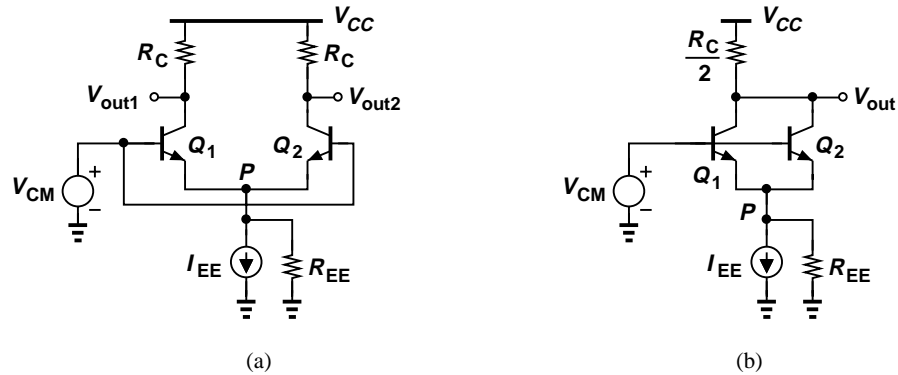 V_CC
R_C
R_C
V_out1
V_out2
Q_1
Q_2
P
V_CM
+
−
I_EE
R_EE
(a)
V_CC
R_C
2
V_out
Q_1
Q_2
P
V_CM
+
−
I_EE
R_EE
(b)